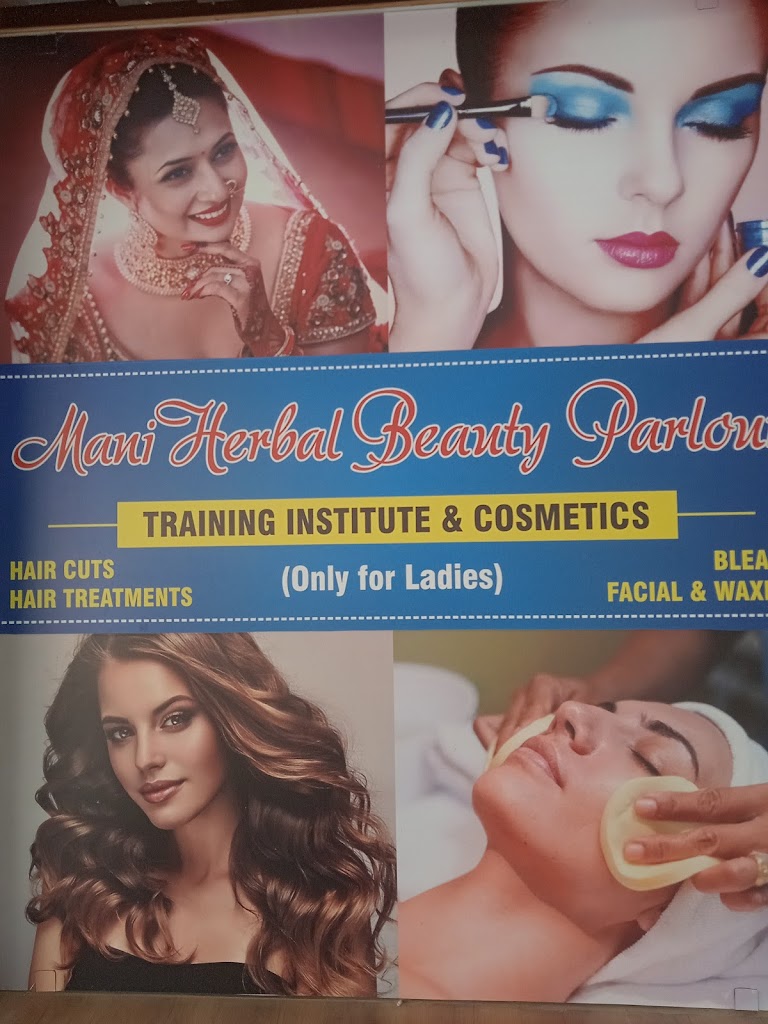 Mani Herbal Beauty Parlou
TRAINING INSTITUTE & COSMETICS
HAIR CUTS
HAIR TREATMENTS
(Only for Ladies)
BLEA
FACIAL & WAX